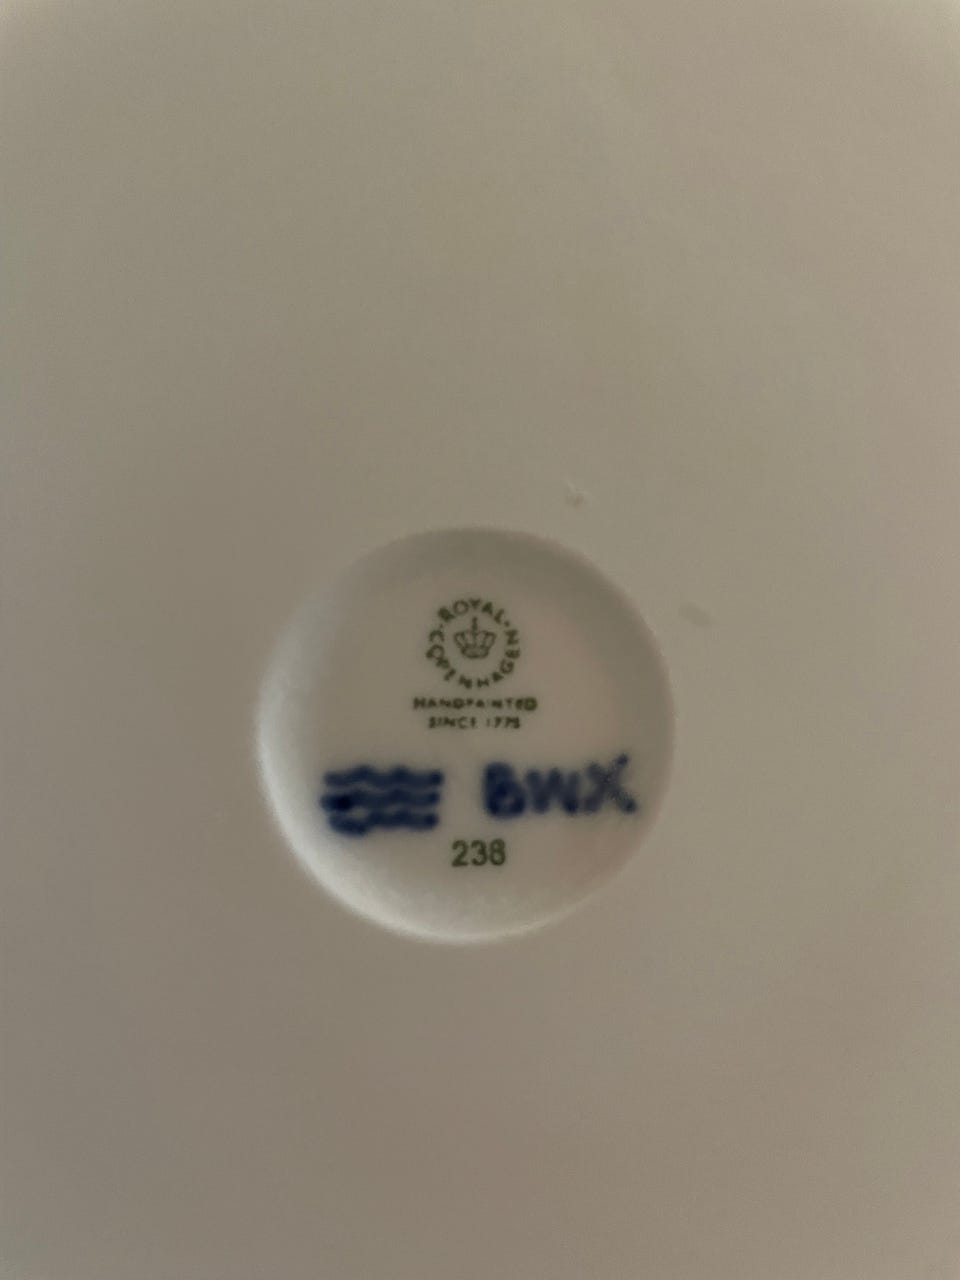 ROYAL COPENHAGEN
HANDPAINTED
SINCE 1775
BWX
238